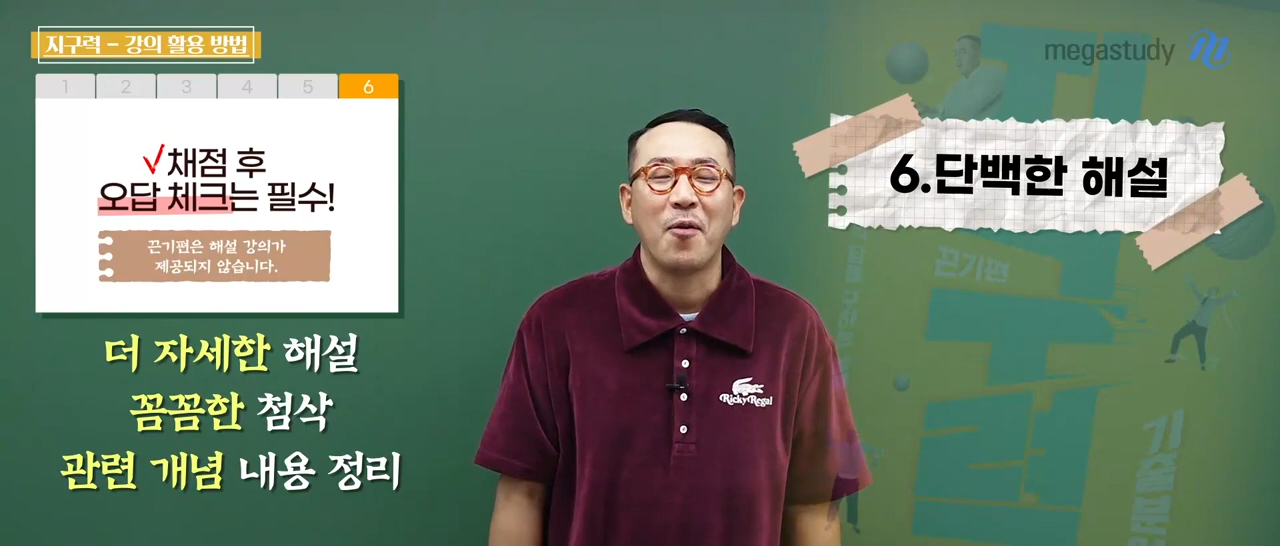 지구력 - 강의 활용 방법
1 2 3 4 5 6
채점 후
오답 체크는 필수!
끈기편은 해설 강의가
제공되지 않습니다.
더 자세한 해설
꼼꼼한 첨삭
관련 개념 내용 정리
megastudy
6.단백한 해설
끈기편
Ricky Regal